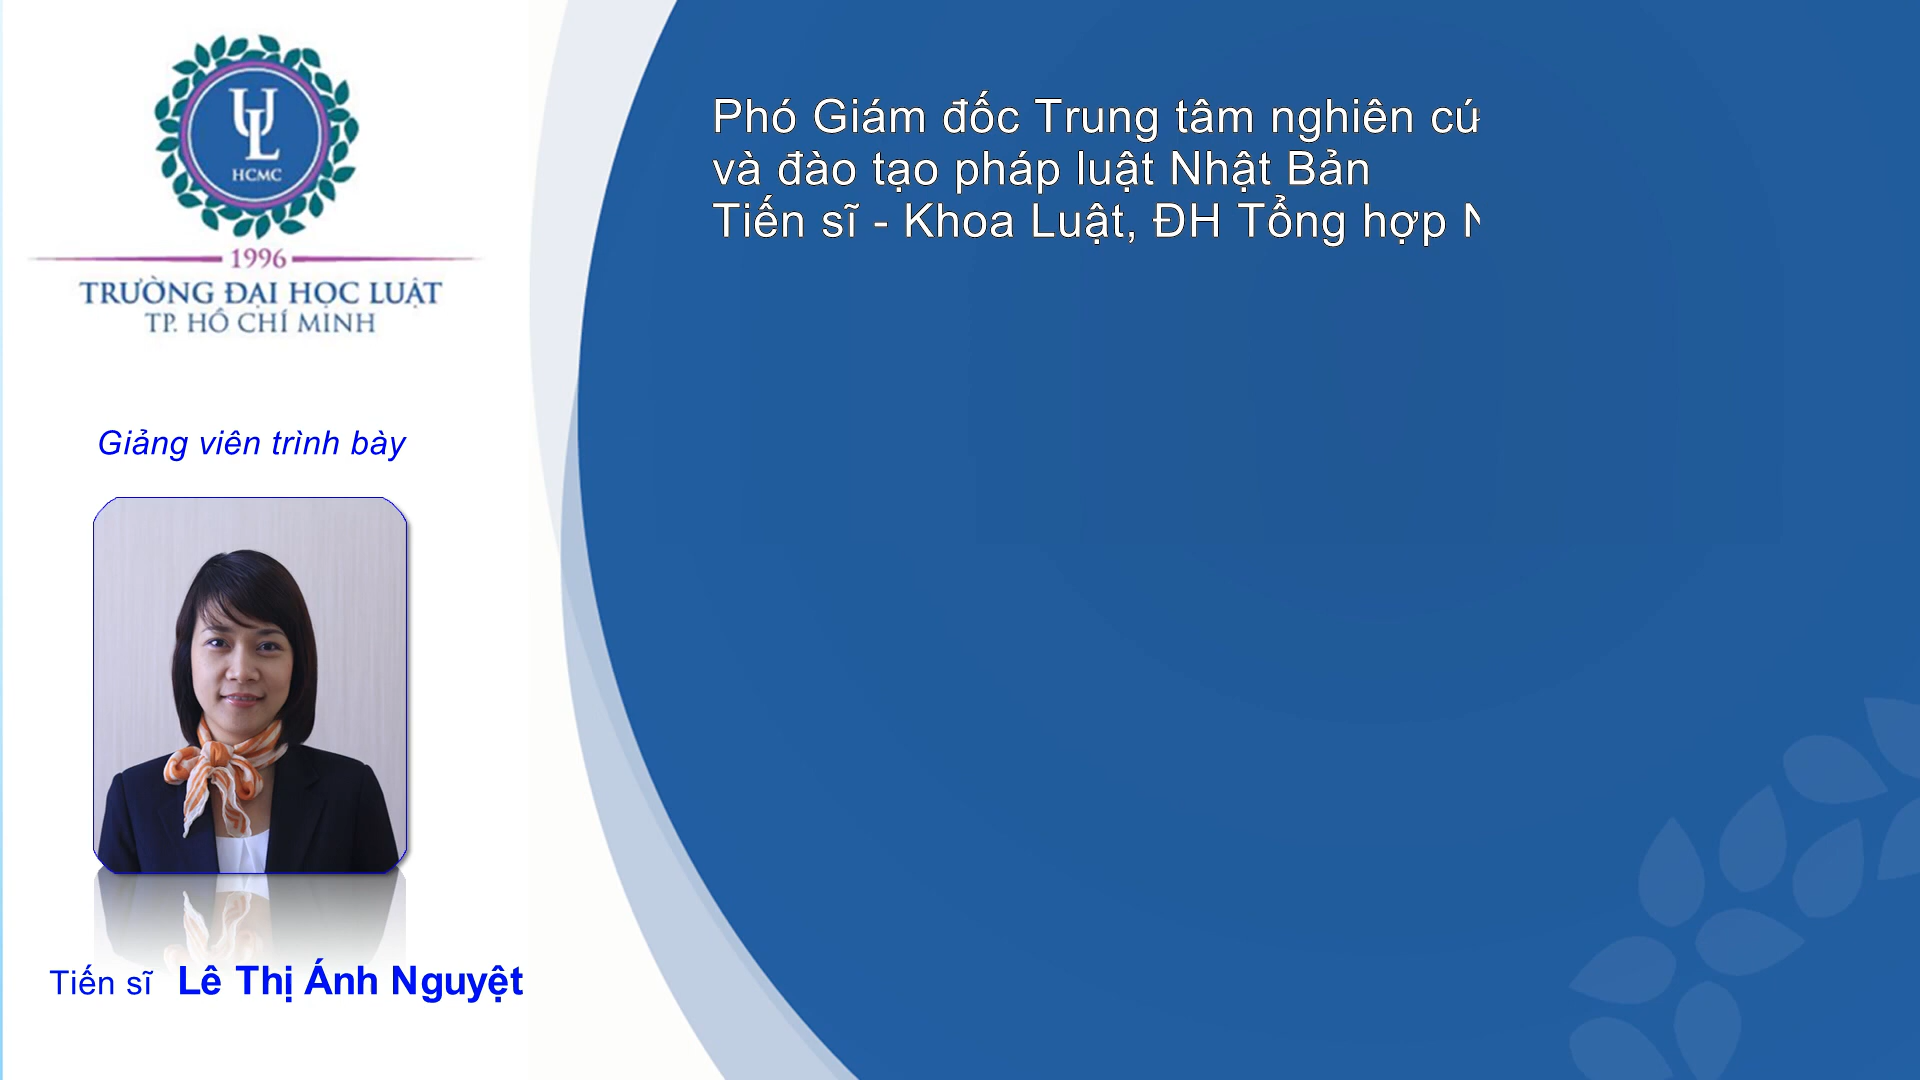 UL
HCMC
1996
TRƯỜNG ĐẠI HỌC LUẬT
TP. HỒ CHÍ MINH
Giảng viên trình bày
Tiến sĩ Lê Thị Ánh Nguyệt
Phó Giám đốc Trung tâm nghiên
và đào tạo pháp luật Nhật Bản
Tiến sĩ - Khoa Luật, ĐH Tổng hợp